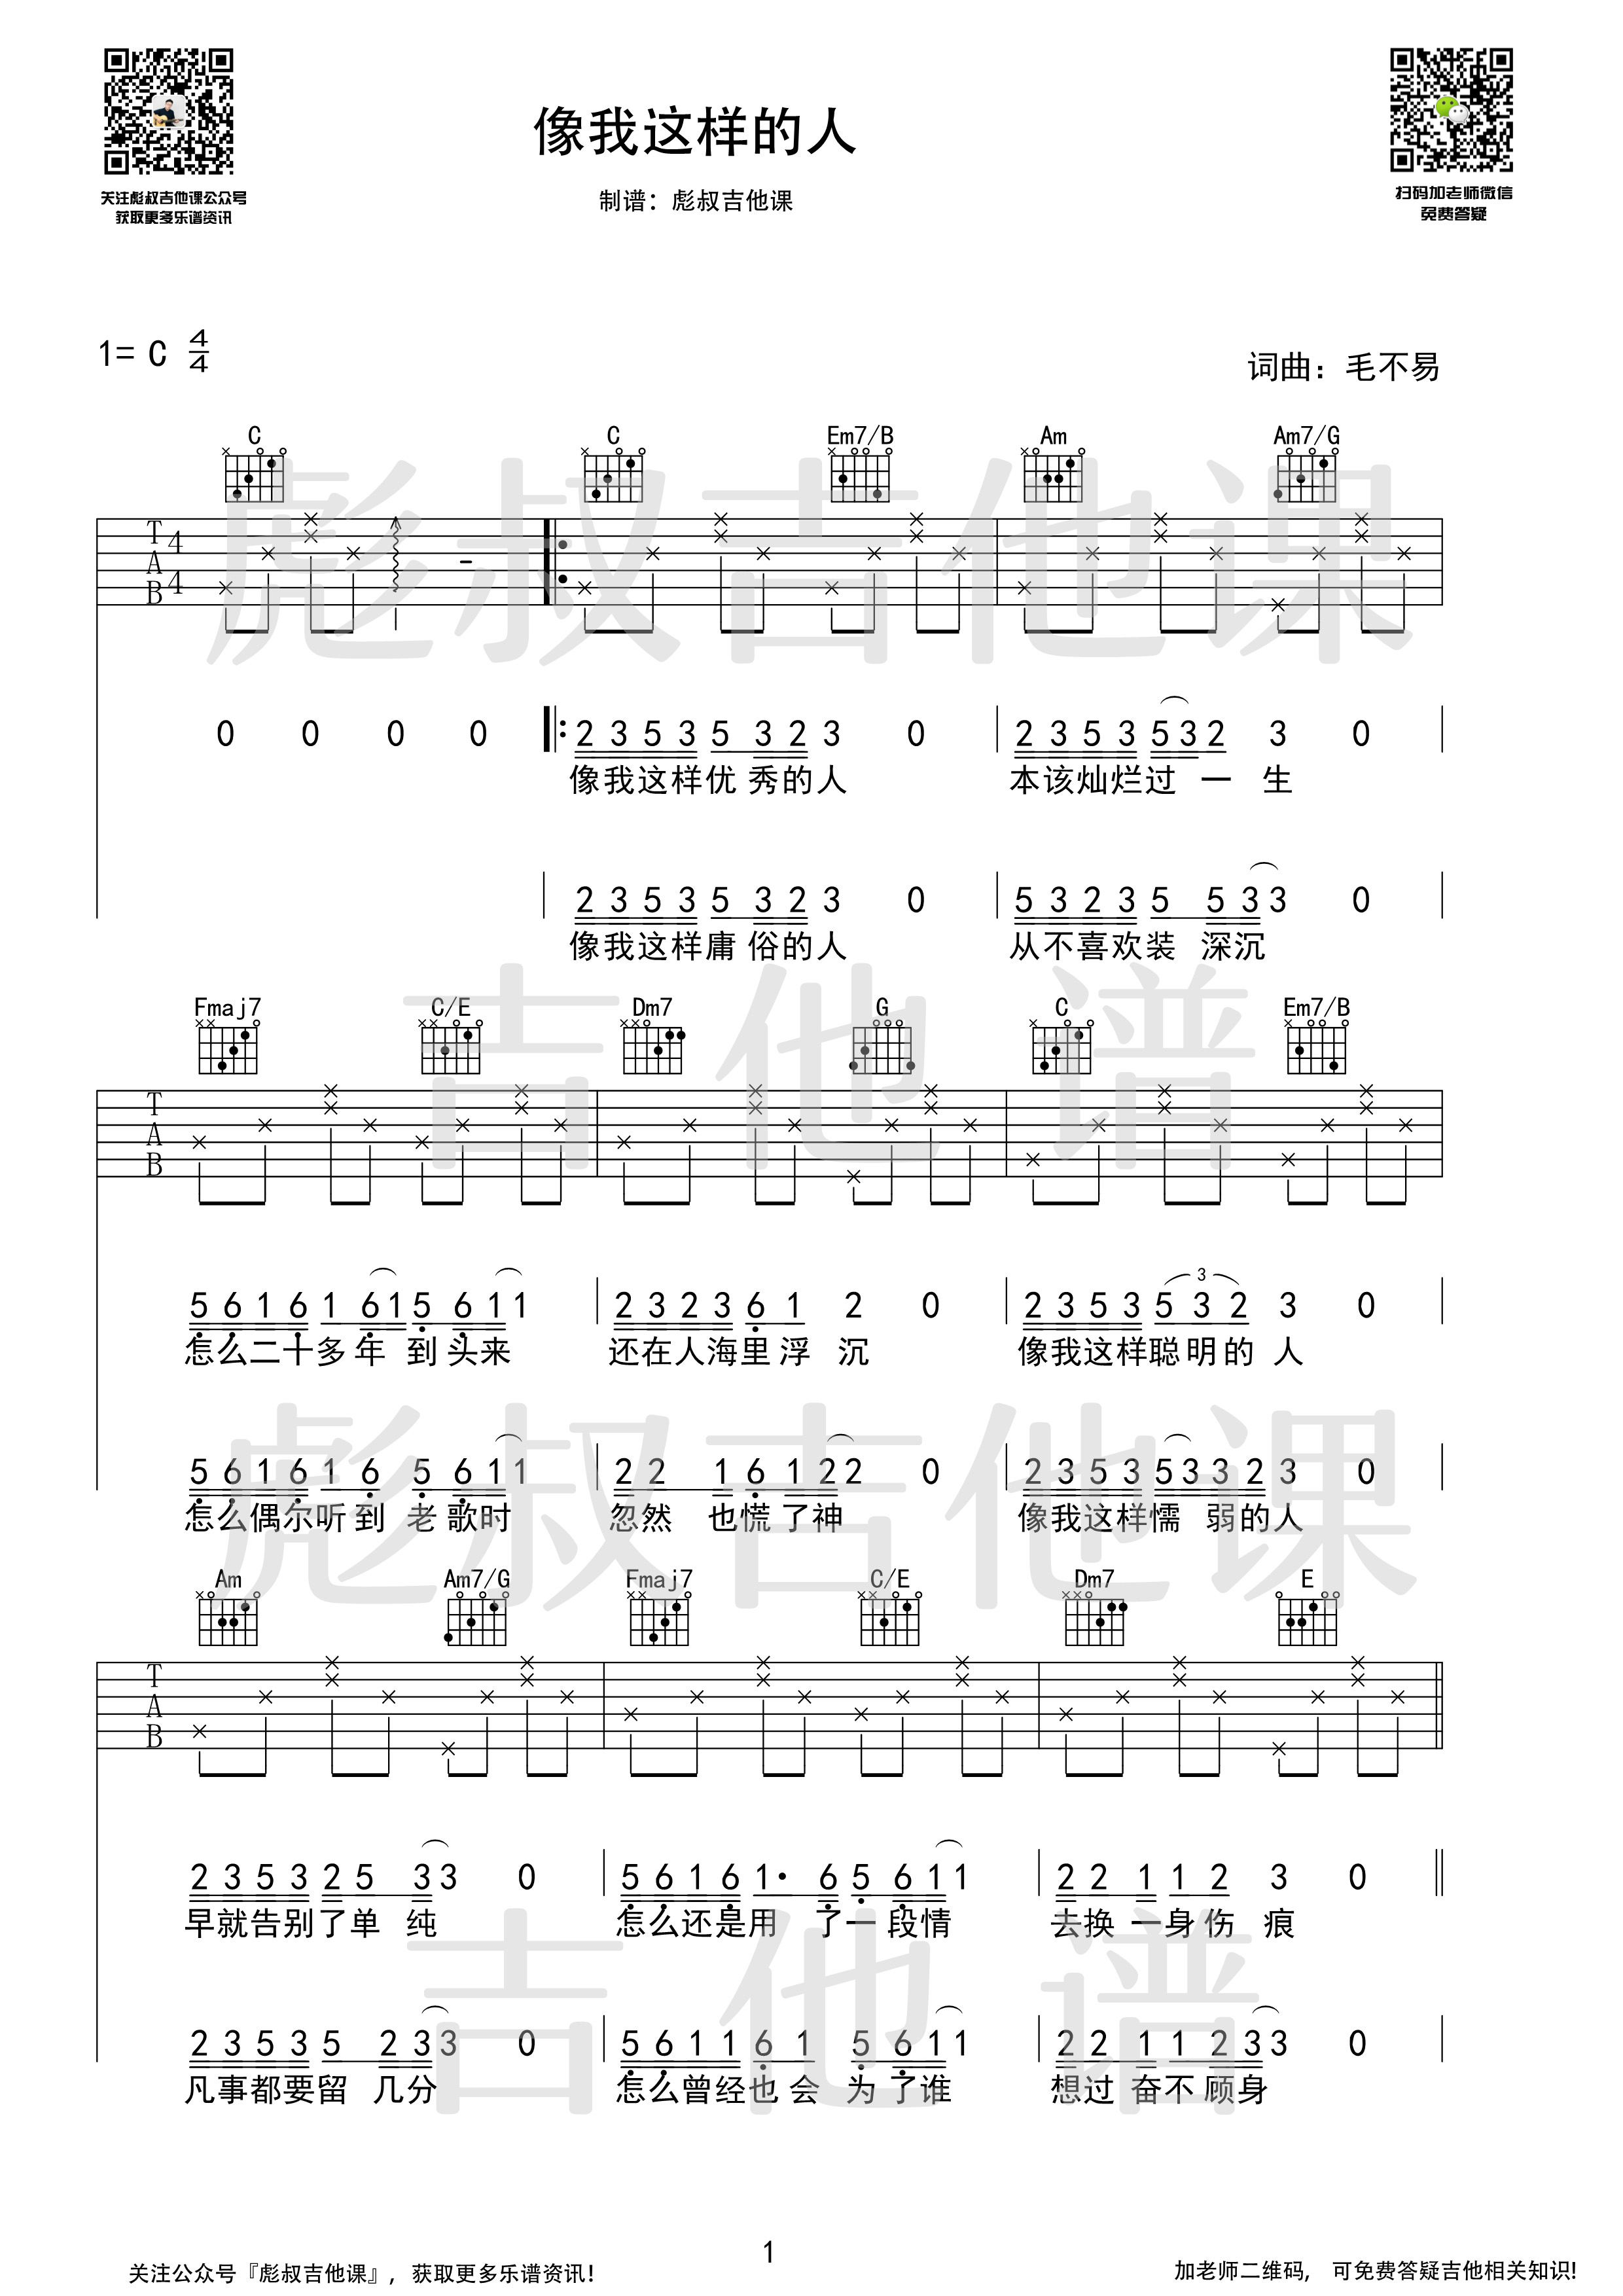 像我这样的人
制谱：彪叔吉他课
关注彪叔吉他课公众号
获取更多乐谱资讯
扫码加老师微信
免费答疑
1= C 4/4
词曲：毛不易
C C Em7/B Am Am7/G
T A B 4 4
0 0 0 0 2 3 5 3 5 3 2 3 0 2 3 5 3 5 3 2 3 0
像我这样优 秀的人 本该灿烂过 一 生
2 3 5 3 5 3 2 3 0 5 3 2 3 5 5 3 3 0
像我这样庸 俗的人 从不喜欢装 深沉
Fmaj7 C/E Dm7 G C Em7/B
T A B
5 6 1 6 1 6 1 5 6 1 1 2 3 2 3 6 1 2 0 2 3 5 3 5 3 2 3 0
3
怎么二十多 年 到 头来 还在人海里 浮 沉 像我这样聪 明 的 人
5 6 1 6 1 6 5 6 1 1 2 2 1 6 1 2 2 0 2 3 5 3 5 3 3 2 3 0
怎么偶尔听 到 老 歌时 忽然 也慌 了神 像我这样懦 弱的人
Am Am7/G Fmaj7 C/E Dm7 E
T A B
2 3 5 3 2 5 3 3 0 5 6 1 6 1· 6 5 6 1 1 2 2 1 1 2 3 0
早就告别了单 纯 怎么还是用 了一 段情 去换 一身伤 痕
2 3 5 3 5 2 3 3 0 5 6 1 1 6 1 5 6 1 1 2 2 1 1 2 3 3 0
凡事都要留 几分 怎么曾经也 会 为 了谁 想过 奋不 顾身
彪叔吉他课
吉他谱
彪叔吉他课
吉他谱
1
关注公众号『彪叔吉他课』，获取更多乐谱资讯！
加老师二维码， 可免费答疑吉他相关知识！